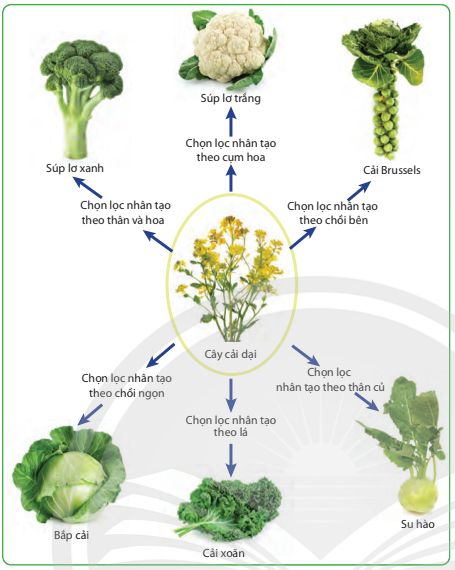 Súp lơ trắng
Chọn lọc nhân tạo
theo cụm hoa
Súp lơ xanh
Cải Brussels
Chọn lọc nhân tạo
theo thân và hoa
Chọn lọc nhân tạo
theo chồi bên
Cây cải dại
Chọn lọc nhân tạo
theo chồi ngọn
Chọn lọc
nhân tạo theo thân củ
Chọn lọc nhân tạo
theo lá
Bắp cải
Cải xoăn
Su hào